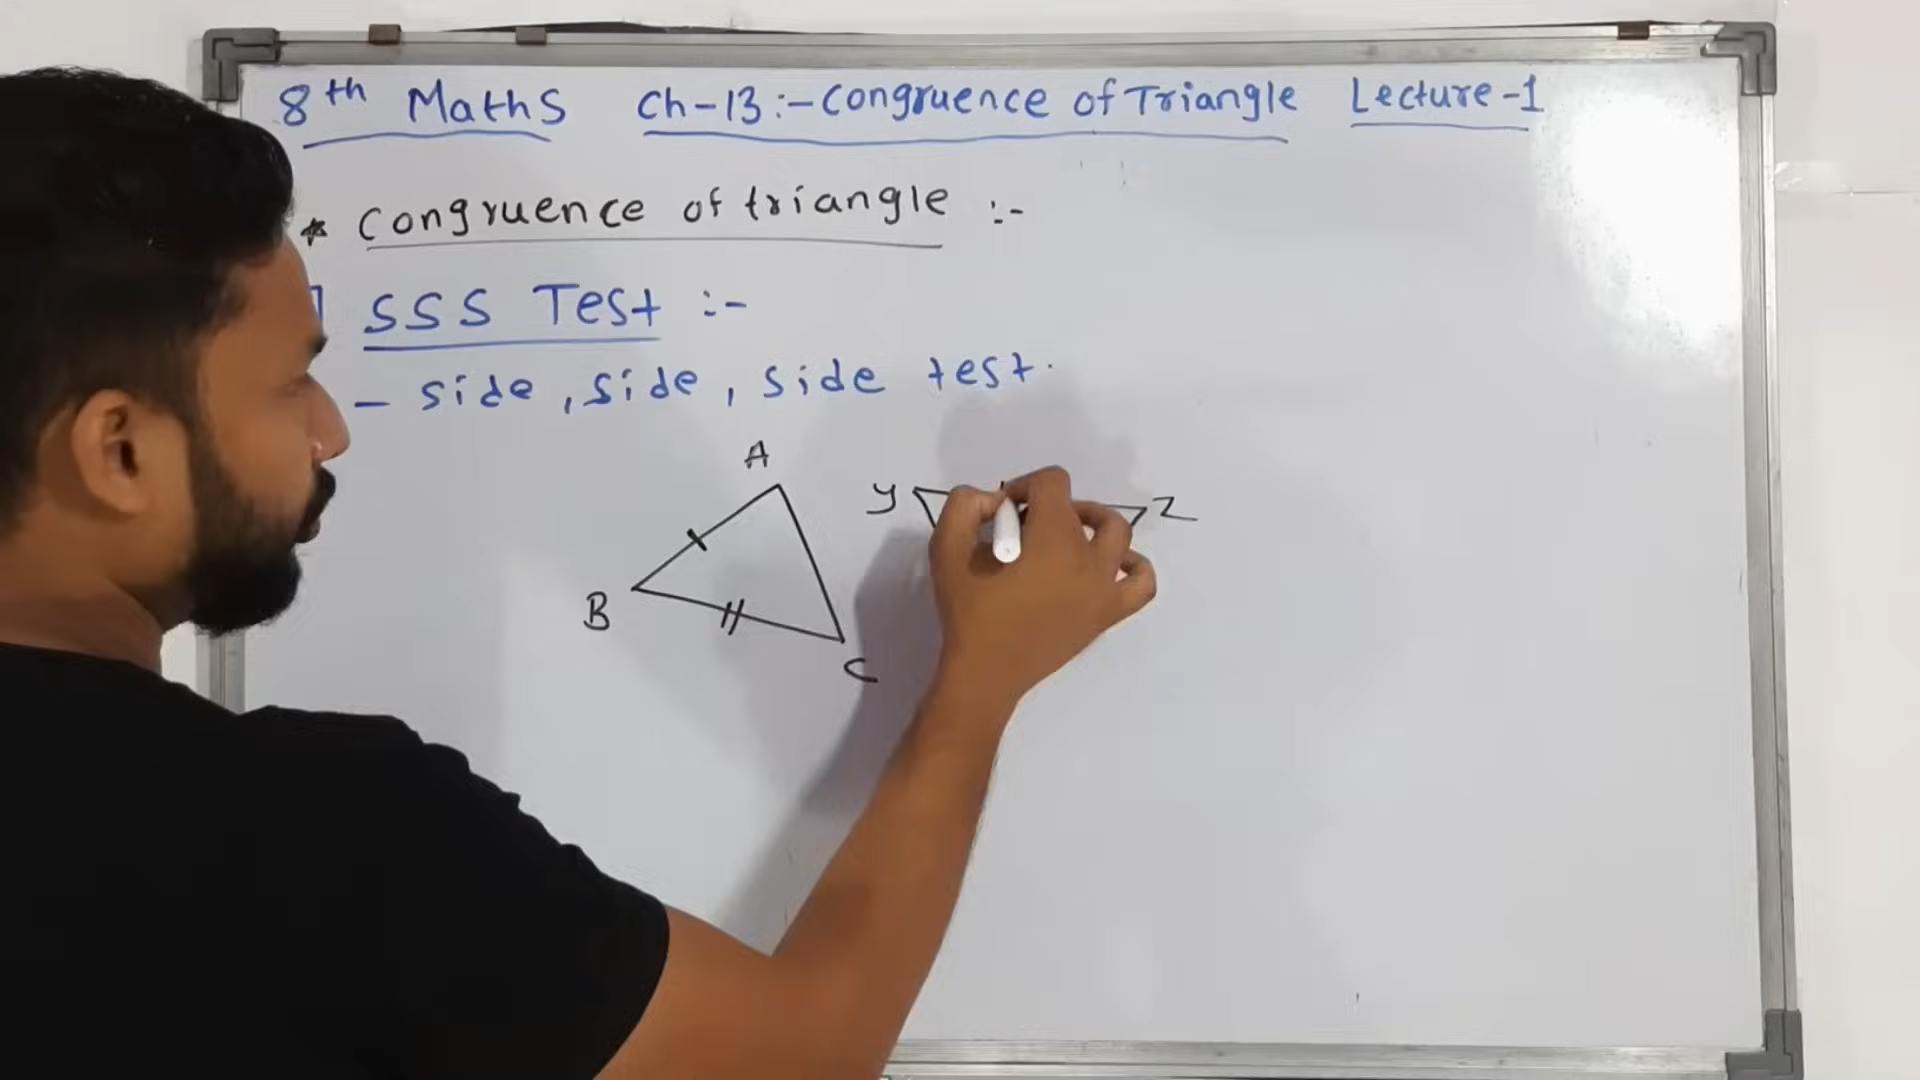 8th Maths Ch-13:- Congruence of Triangle Lecture-1
* Congruence of triangle :-
SSS Test :-
- side, side, side test.
A
Y Z
B
C